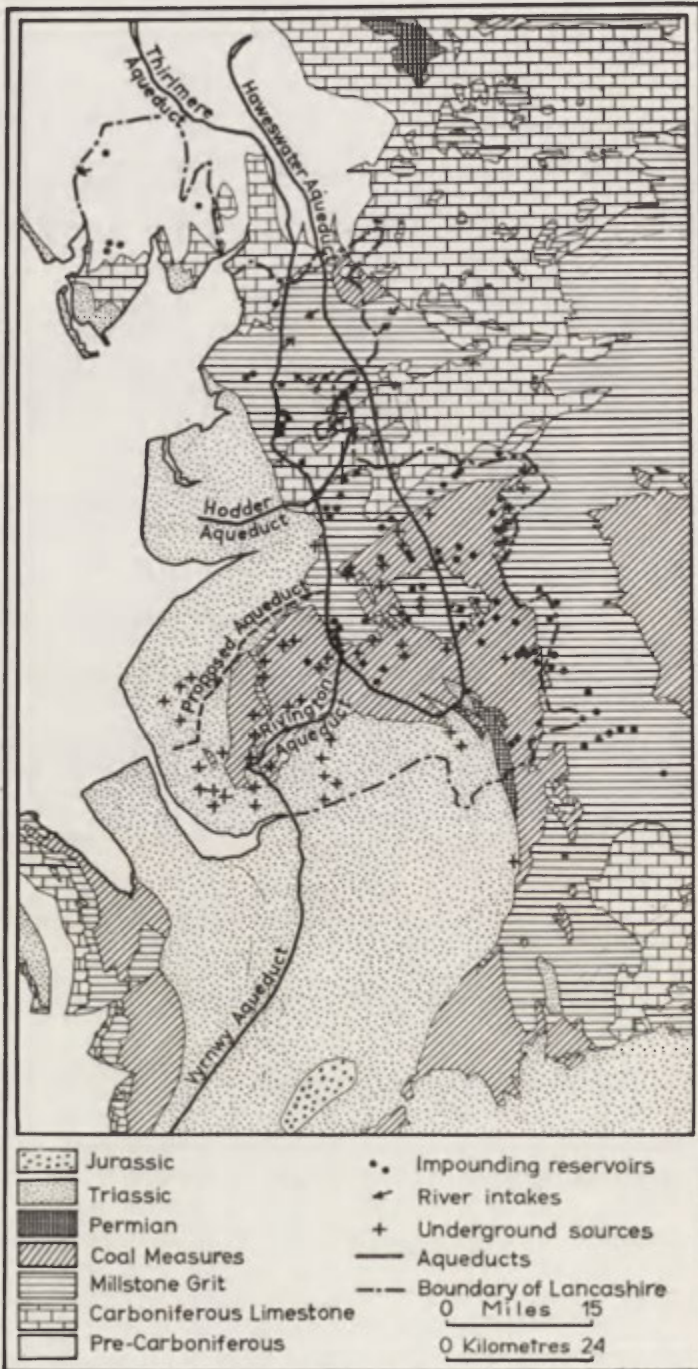 Thirlmere
Aqueduct
Haweswater Aqueduct
Hodder
Aqueduct
Proposed Aqueduct
Rivington
Aqueduct
Vyrnwy Aqueduct
Jurassic
Triassic
Permian
Coal Measures
Millstone Grit
Carboniferous Limestone
Pre-Carboniferous
Impounding reservoirs
River intakes
Underground sources
Aqueducts
Boundary of Lancashire
0 Miles 15
0 Kilometres 24